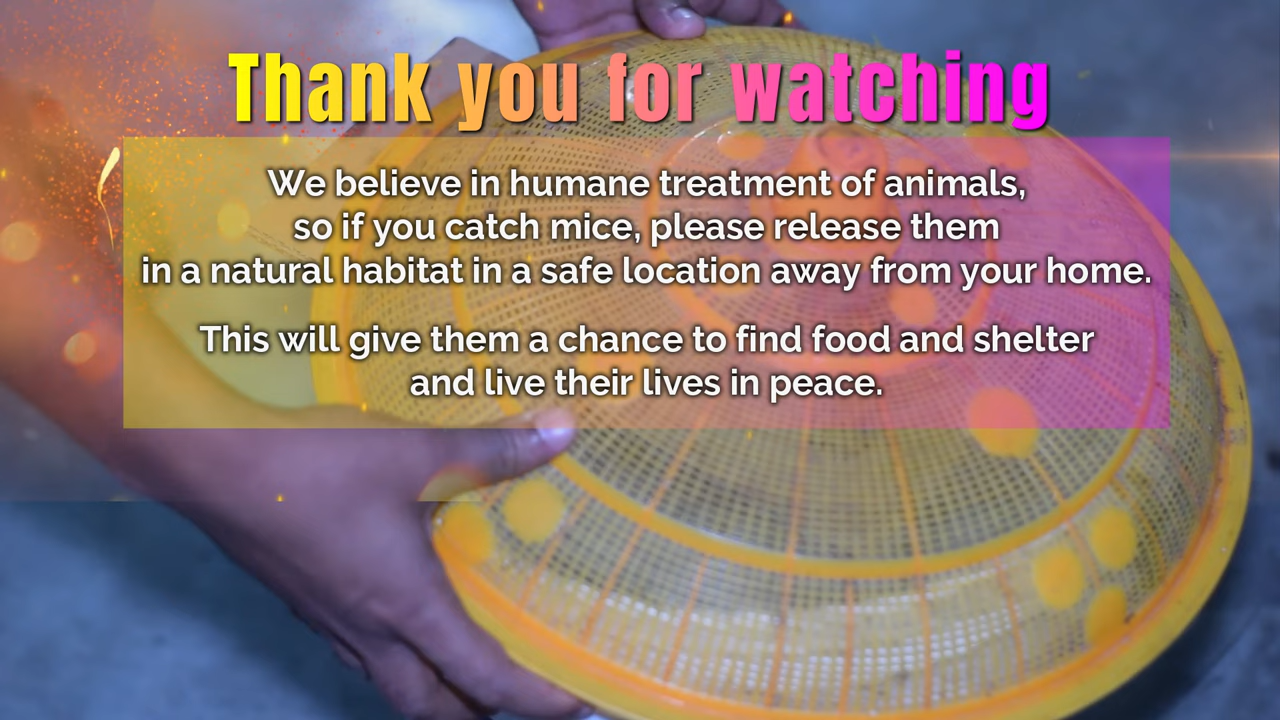 Thank you for watching
We believe in humane treatment of animals,
so if you catch mice, please release them
in a natural habitat in a safe location away from your home.
This will give them a chance to find food and shelter
and live their lives in peace.